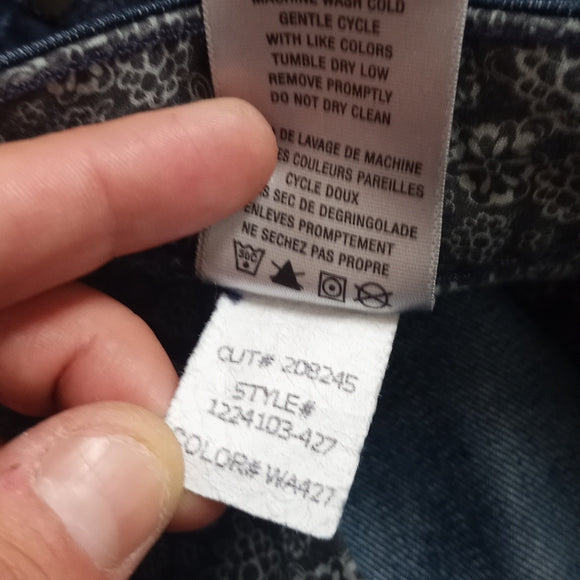 MACHINE WASH COLD
GENTLE CYCLE
WITH LIKE COLORS
TUMBLE DRY LOW
REMOVE PROMPTLY
DO NOT DRY CLEAN
DE LAVAGE DE MACHINE
COULEURS PAREILLES
CYCLE DOUX
SEC DE DEGRINGOLADE
ENLEVES PROMPTEMENT
NE SECHEZ PAS PROPRE
30C
CUT# 2D8245
STYLE#
1224103-427
COLOR# WA427